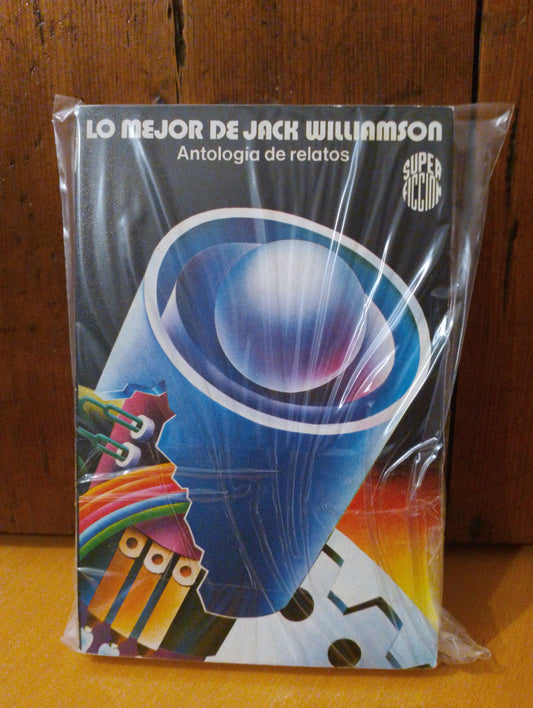 LO MEJOR DE JACK WILLIAMSON
Antología de relatos
SUPER
FICCION